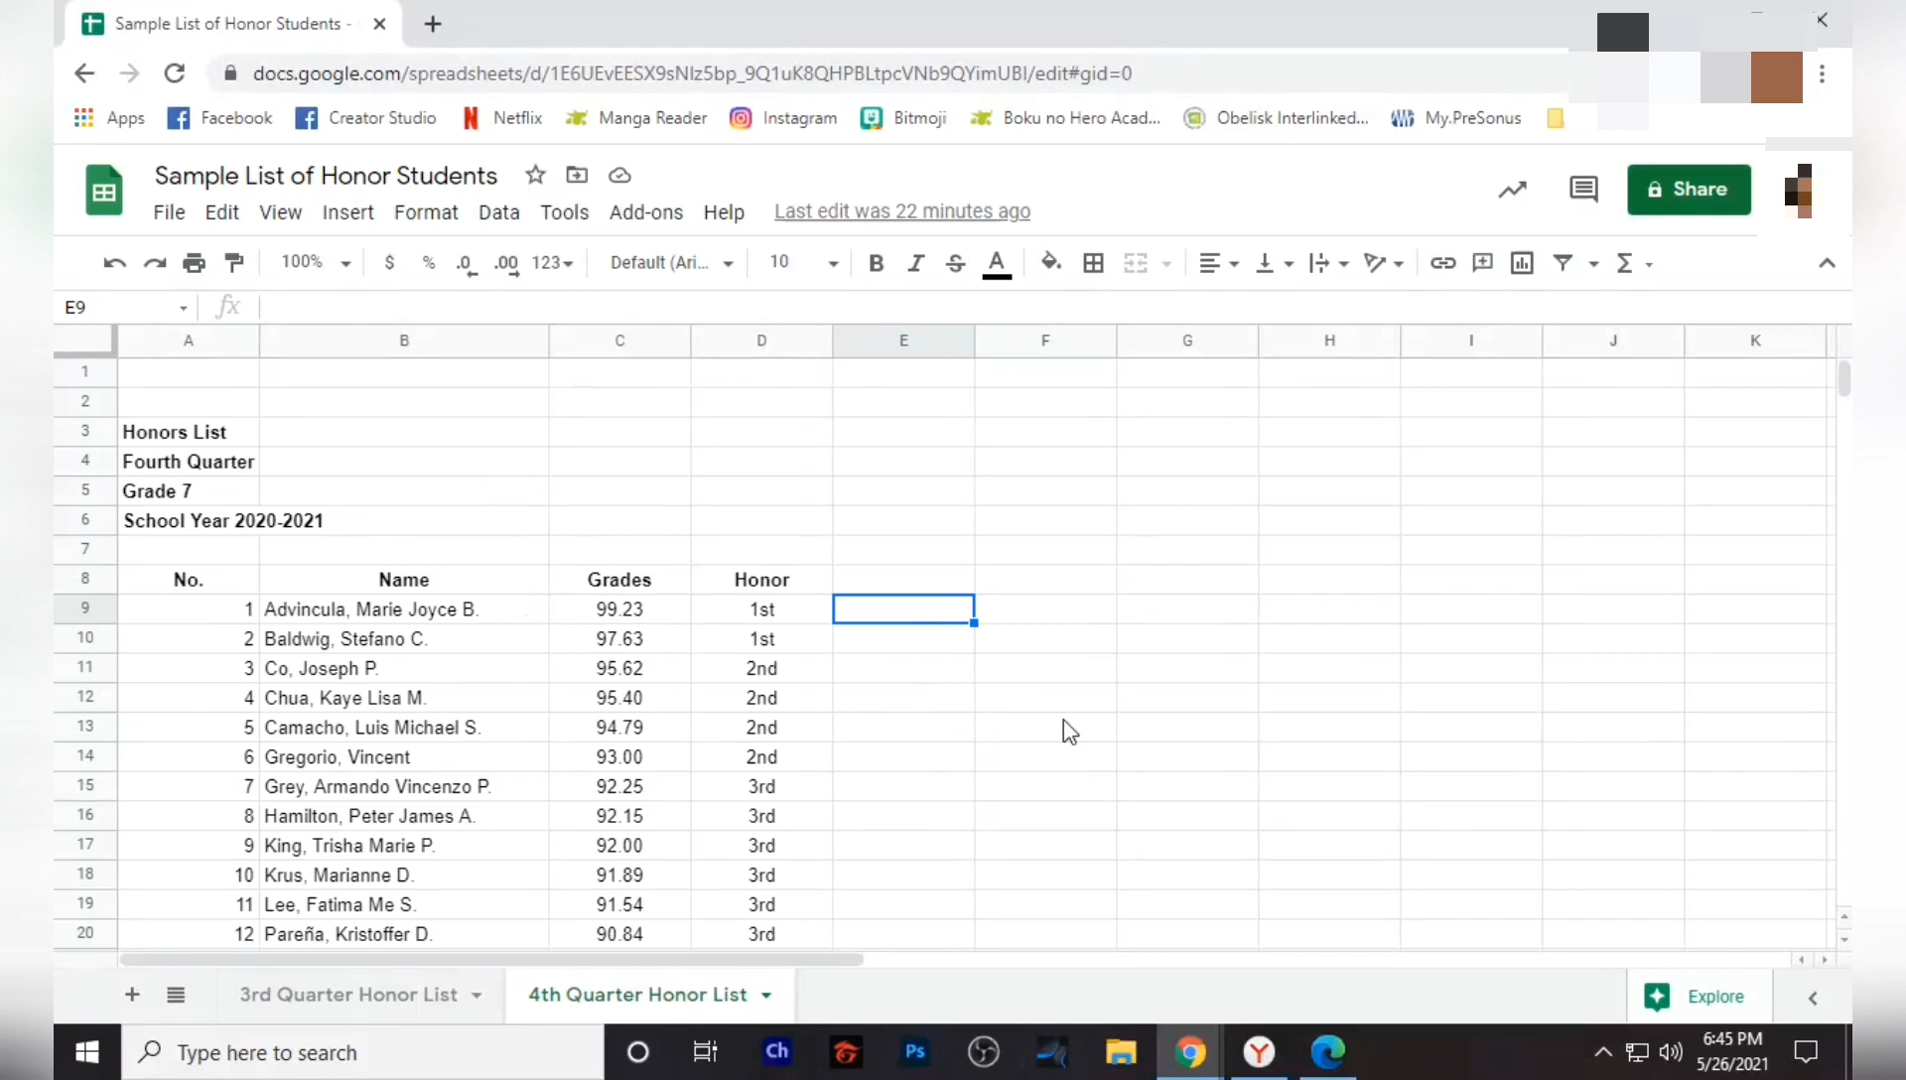 Sample List of Honor Students -
docs.google.com/spreadsheets/d/1E6UEvEESX9sNIz5bp_9Q1uK8QHPBLtpcVNb9QYimUBI/edit#gid=0
Apps Facebook Creator Studio Netflix Manga Reader Instagram Bitmoji Boku no Hero Acad... Obelisk Interlinked... My.PreSonus
Sample List of Honor Students
File Edit View Insert Format Data Tools Add-ons Help Last edit was 22 minutes ago
Share
100% $ % .0 .00 123 Default (Ari... 10 B I S A Σ
E9 fx
A B C D E F G H I J K
1
2
3 Honors List
4 Fourth Quarter
5 Grade 7
6 School Year 2020-2021
7
8 No. Name Grades Honor
9 1 Advincula, Marie Joyce B. 99.23 1st
10 2 Baldwig, Stefano C. 97.63 1st
11 3 Co, Joseph P. 95.62 2nd
12 4 Chua, Kaye Lisa M. 95.40 2nd
13 5 Camacho, Luis Michael S. 94.79 2nd
14 6 Gregorio, Vincent 93.00 2nd
15 7 Grey, Armando Vincenzo P. 92.25 3rd
16 8 Hamilton, Peter James A. 92.15 3rd
17 9 King, Trisha Marie P. 92.00 3rd
18 10 Krus, Marianne D. 91.89 3rd
19 11 Lee, Fatima Me S. 91.54 3rd
20 12 Pareña, Kristoffer D. 90.84 3rd
3rd Quarter Honor List 4th Quarter Honor List Explore
Type here to search Ch Ps Y 6:45 PM
5/26/2021